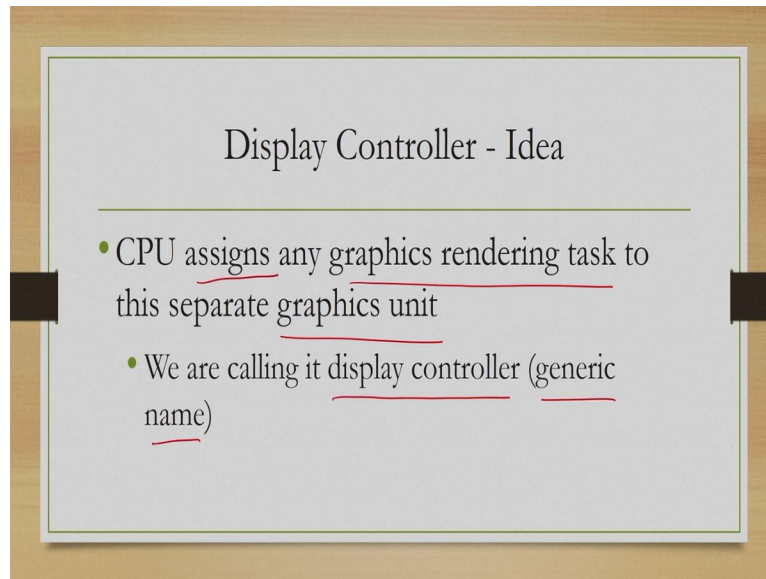 Display Controller - Idea
• CPU assigns any graphics rendering task to
this separate graphics unit
• We are calling it display controller (generic
name)